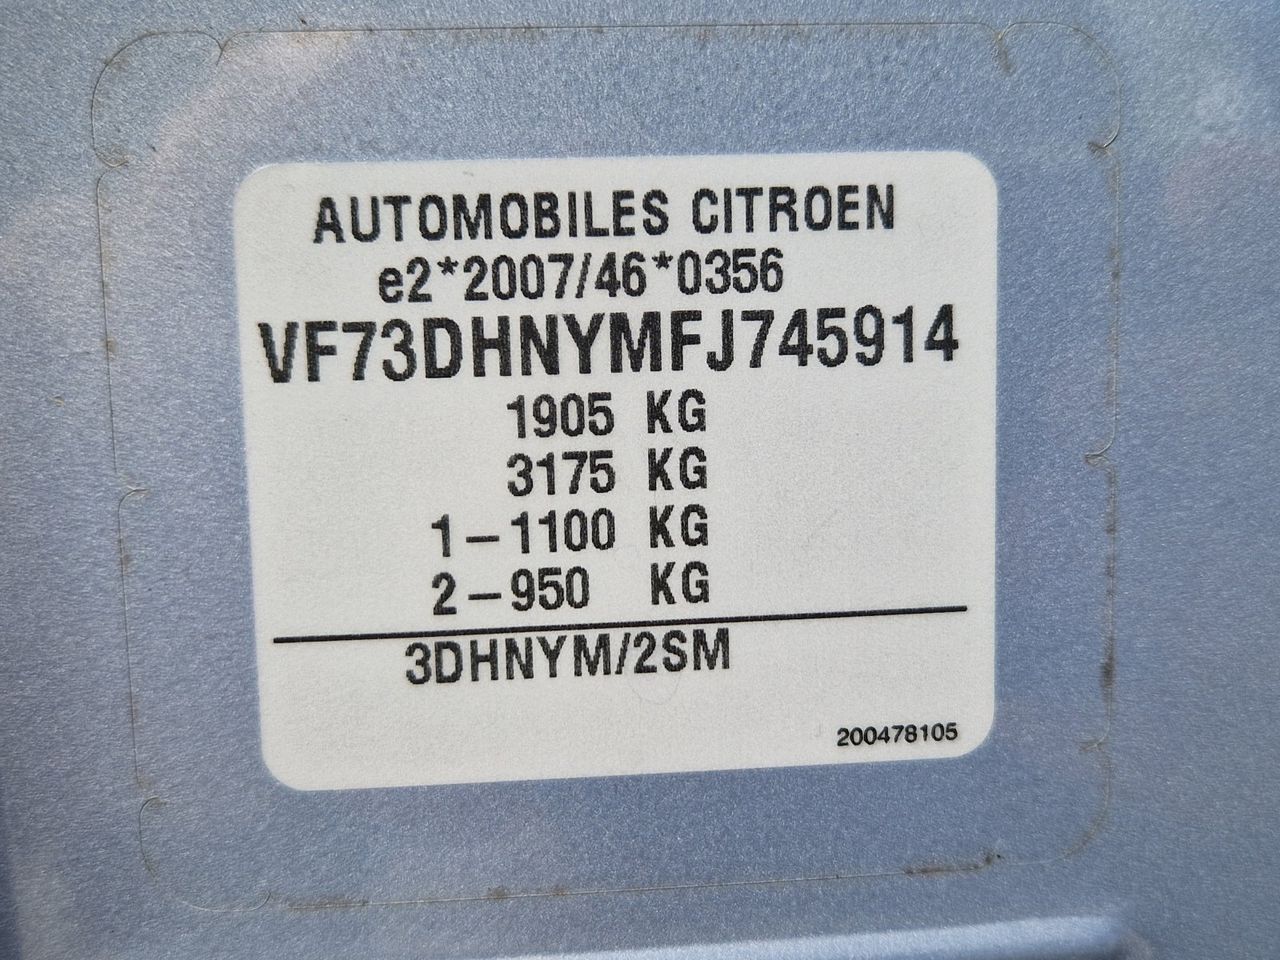 AUTOMOBILES CITROEN
e2*2007/46*0356
VF73DHNYMFJ745914
1905 KG
3175 KG
1-1100 KG
2-950 KG
3DHNYM/2SM
200478105